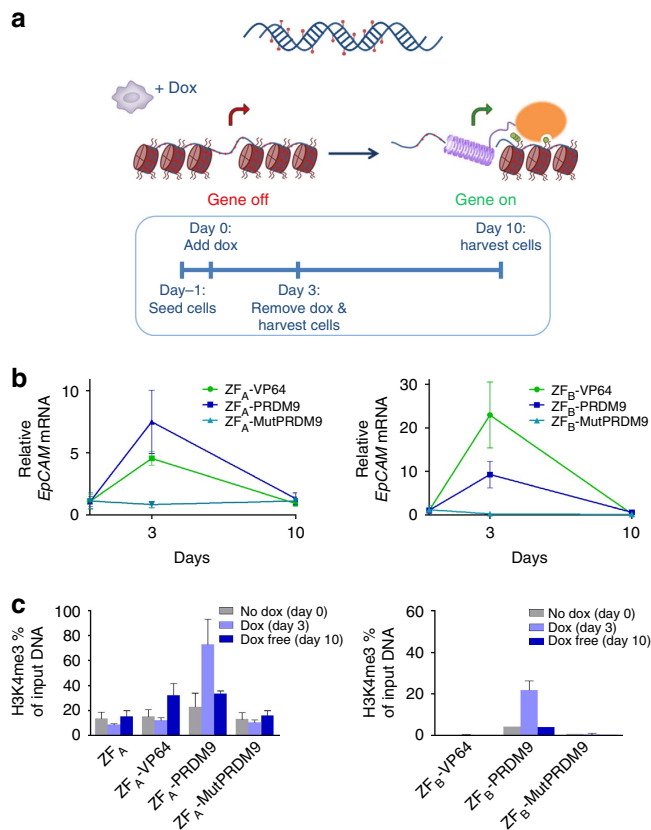 a
+ Dox
Gene off
Gene on
Day 0:
Add dox
Day 10:
harvest cells
Day–1:
Seed cells
Day 3:
Remove dox &
harvest cells
b
Relative
EpCAM mRNA
10
5
0
3
10
Days
ZFA-VP64
ZFA-PRDM9
ZFA-MutPRDM9
Relative
EpCAM mRNA
30
20
10
0
3
10
Days
ZFB-VP64
ZFB-PRDM9
ZFB-MutPRDM9
c
H3K4me3 %
of input DNA
100
80
60
40
20
0
No dox (day 0)
Dox (day 3)
Dox free (day 10)
ZFA
ZFA-VP64
ZFA-PRDM9
ZFA-MutPRDM9
H3K4me3 %
of input DNA
60
40
20
0
No dox (day 0)
Dox (day 3)
Dox free (day 10)
ZFB-VP64
ZFB-PRDM9
ZFB-MutPRDM9